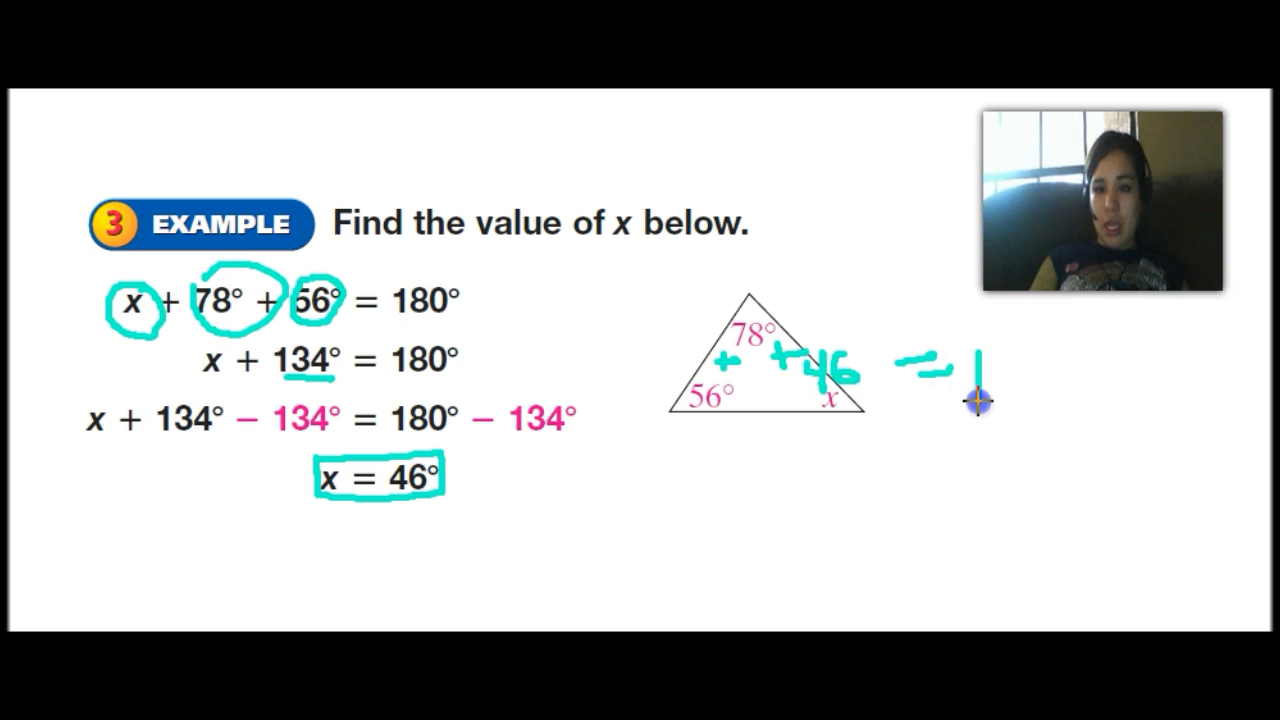 3 EXAMPLE Find the value of x below.
x + 78° + 56° = 180°
x + 134° = 180°
x + 134° − 134° = 180° − 134°
x = 46°
78°
+ + 46 = 1
56° x